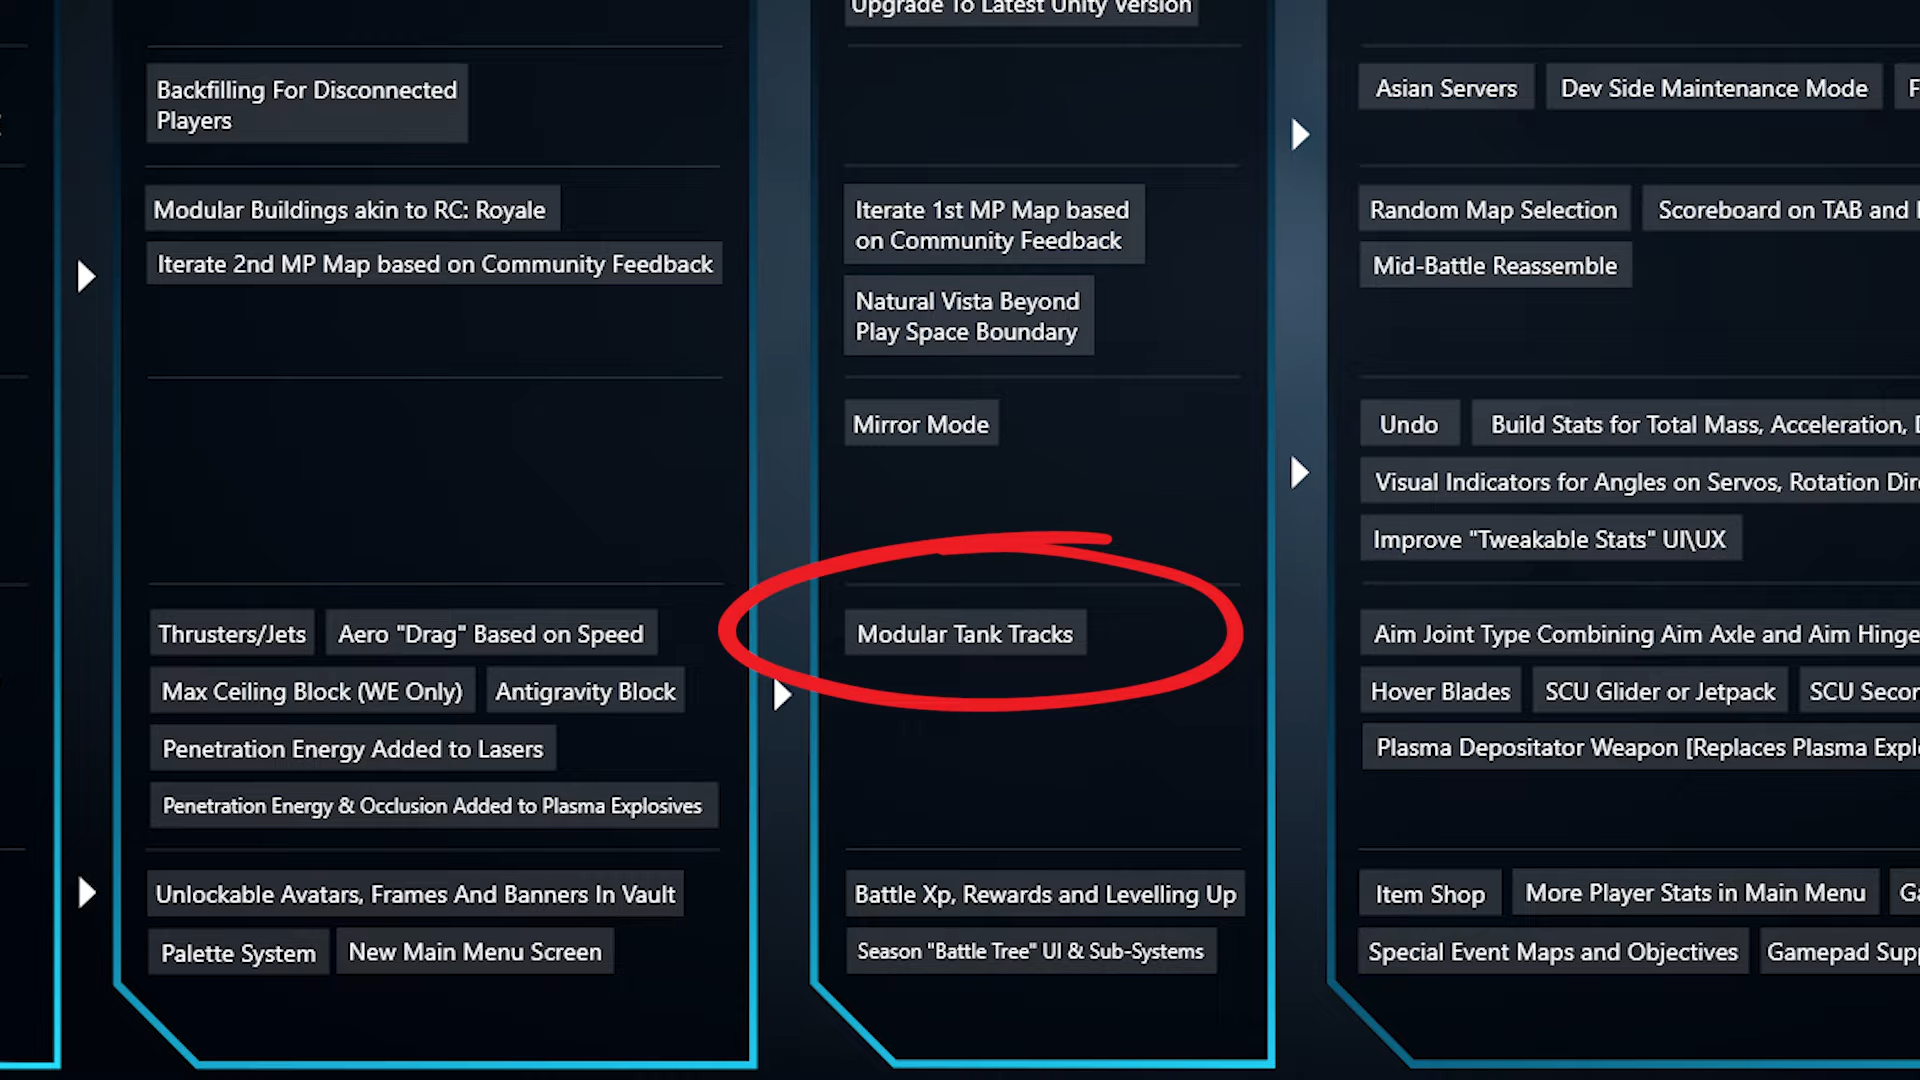 Upgrade To Latest Unity Version
Backfilling For Disconnected
Players
Modular Buildings akin to RC: Royale
Iterate 2nd MP Map based on Community Feedback
Thrusters/Jets
Aero "Drag" Based on Speed
Max Ceiling Block (WE Only)
Antigravity Block
Penetration Energy Added to Lasers
Penetration Energy & Occlusion Added to Plasma Explosives
Unlockable Avatars, Frames And Banners In Vault
Palette System
New Main Menu Screen
Iterate 1st MP Map based
on Community Feedback
Natural Vista Beyond
Play Space Boundary
Mirror Mode
Modular Tank Tracks
Battle Xp, Rewards and Levelling Up
Season "Battle Tree" UI & Sub-Systems
Asian Servers
Dev Side Maintenance Mode
Random Map Selection
Scoreboard on TAB and
Mid-Battle Reassemble
Undo
Build Stats for Total Mass, Acceleration,
Visual Indicators for Angles on Servos, Rotation
Improve "Tweakable Stats" UI\UX
Aim Joint Type Combining Aim Axle and Aim Hinge
Hover Blades
SCU Glider or Jetpack
SCU
Plasma Depositator Weapon [Replaces Plasma
Item Shop
More Player Stats in Main Menu
Special Event Maps and Objectives
Gamepad